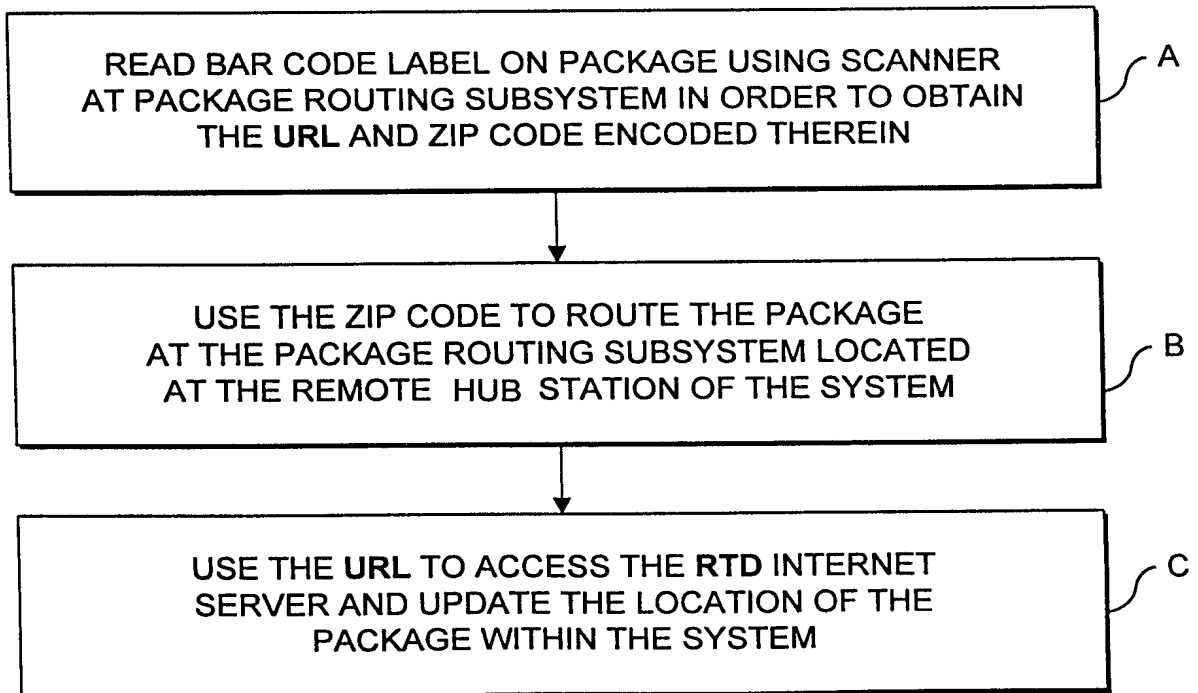 READ BAR CODE LABEL ON PACKAGE USING SCANNER
AT PACKAGE ROUTING SUBSYSTEM IN ORDER TO OBTAIN
THE URL AND ZIP CODE ENCODED THEREIN
A
USE THE ZIP CODE TO ROUTE THE PACKAGE
AT THE PACKAGE ROUTING SUBSYSTEM LOCATED
AT THE REMOTE HUB STATION OF THE SYSTEM
B
USE THE URL TO ACCESS THE RTD INTERNET
SERVER AND UPDATE THE LOCATION OF THE
PACKAGE WITHIN THE SYSTEM
C